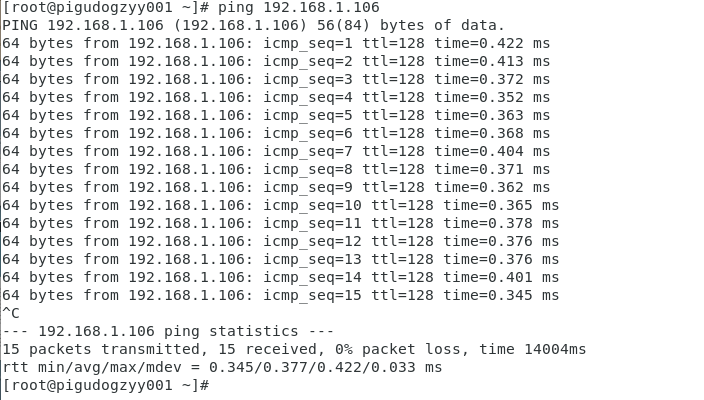 [root@pigudogzyy001 ~]# ping 192.168.1.106
PING 192.168.1.106 (192.168.1.106) 56(84) bytes of data.
64 bytes from 192.168.1.106: icmp_seq=1 ttl=128 time=0.422 ms
64 bytes from 192.168.1.106: icmp_seq=2 ttl=128 time=0.413 ms
64 bytes from 192.168.1.106: icmp_seq=3 ttl=128 time=0.372 ms
64 bytes from 192.168.1.106: icmp_seq=4 ttl=128 time=0.352 ms
64 bytes from 192.168.1.106: icmp_seq=5 ttl=128 time=0.363 ms
64 bytes from 192.168.1.106: icmp_seq=6 ttl=128 time=0.368 ms
64 bytes from 192.168.1.106: icmp_seq=7 ttl=128 time=0.404 ms
64 bytes from 192.168.1.106: icmp_seq=8 ttl=128 time=0.371 ms
64 bytes from 192.168.1.106: icmp_seq=9 ttl=128 time=0.362 ms
64 bytes from 192.168.1.106: icmp_seq=10 ttl=128 time=0.365 ms
64 bytes from 192.168.1.106: icmp_seq=11 ttl=128 time=0.378 ms
64 bytes from 192.168.1.106: icmp_seq=12 ttl=128 time=0.376 ms
64 bytes from 192.168.1.106: icmp_seq=13 ttl=128 time=0.376 ms
64 bytes from 192.168.1.106: icmp_seq=14 ttl=128 time=0.401 ms
64 bytes from 192.168.1.106: icmp_seq=15 ttl=128 time=0.345 ms
^C
--- 192.168.1.106 ping statistics ---
15 packets transmitted, 15 received, 0% packet loss, time 14004ms
rtt min/avg/max/mdev = 0.345/0.377/0.422/0.033 ms
[root@pigudogzyy001 ~]#